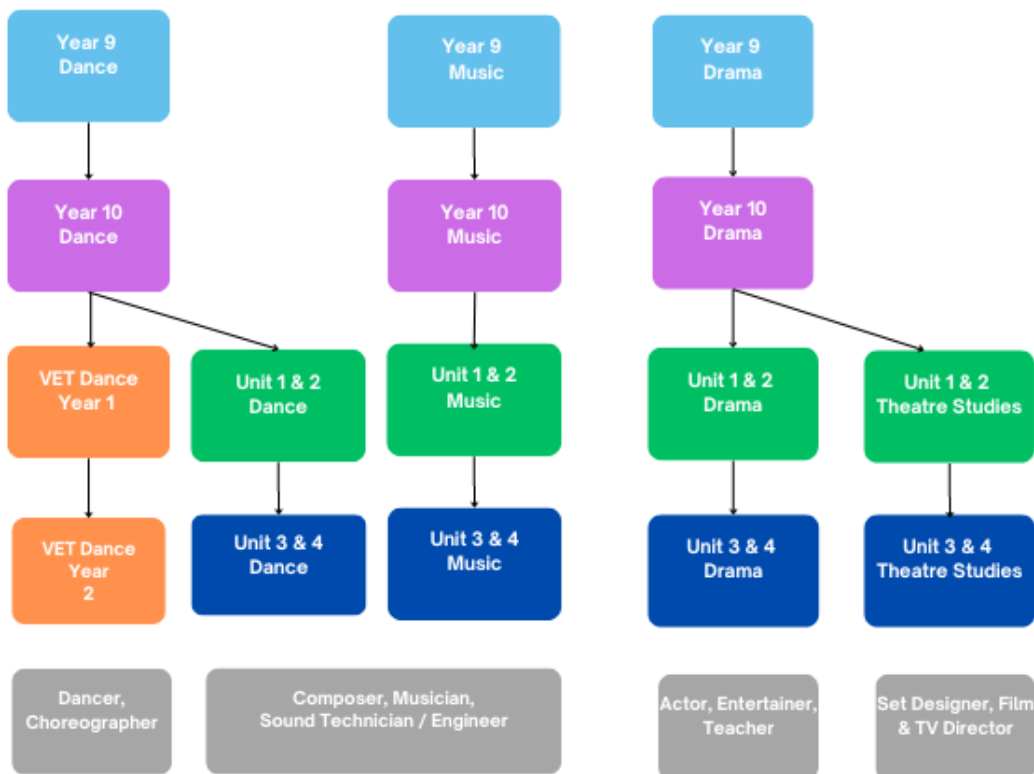 Year 9
Dance
Year 9
Music
Year 9
Drama
Year 10
Dance
Year 10
Music
Year 10
Drama
VET Dance
Year 1
Unit 1 & 2
Dance
Unit 1 & 2
Music
Unit 1 & 2
Drama
Unit 1 & 2
Theatre Studies
VET Dance
Year
2
Unit 3 & 4
Dance
Unit 3 & 4
Music
Unit 3 & 4
Drama
Unit 3 & 4
Theatre Studies
Dancer,
Choreographer
Composer, Musician,
Sound Technician / Engineer
Actor, Entertainer,
Teacher
Set Designer, Film
& TV Director